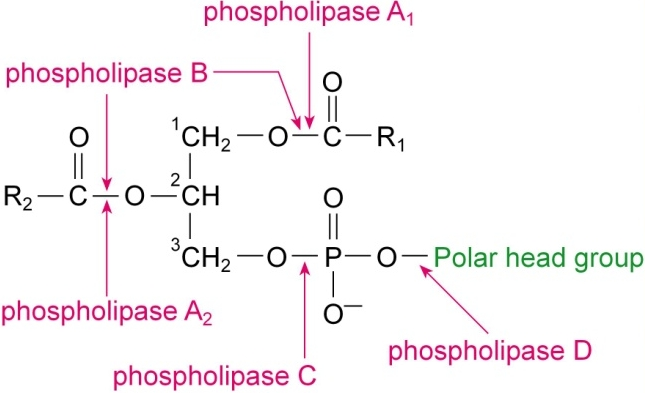 phospholipase A1
phospholipase B
O
1CH2—O—C—R1
O
R2—C—O—2CH
O
3CH2—O—P—O—Polar head group
O–
phospholipase A2
phospholipase D
phospholipase C